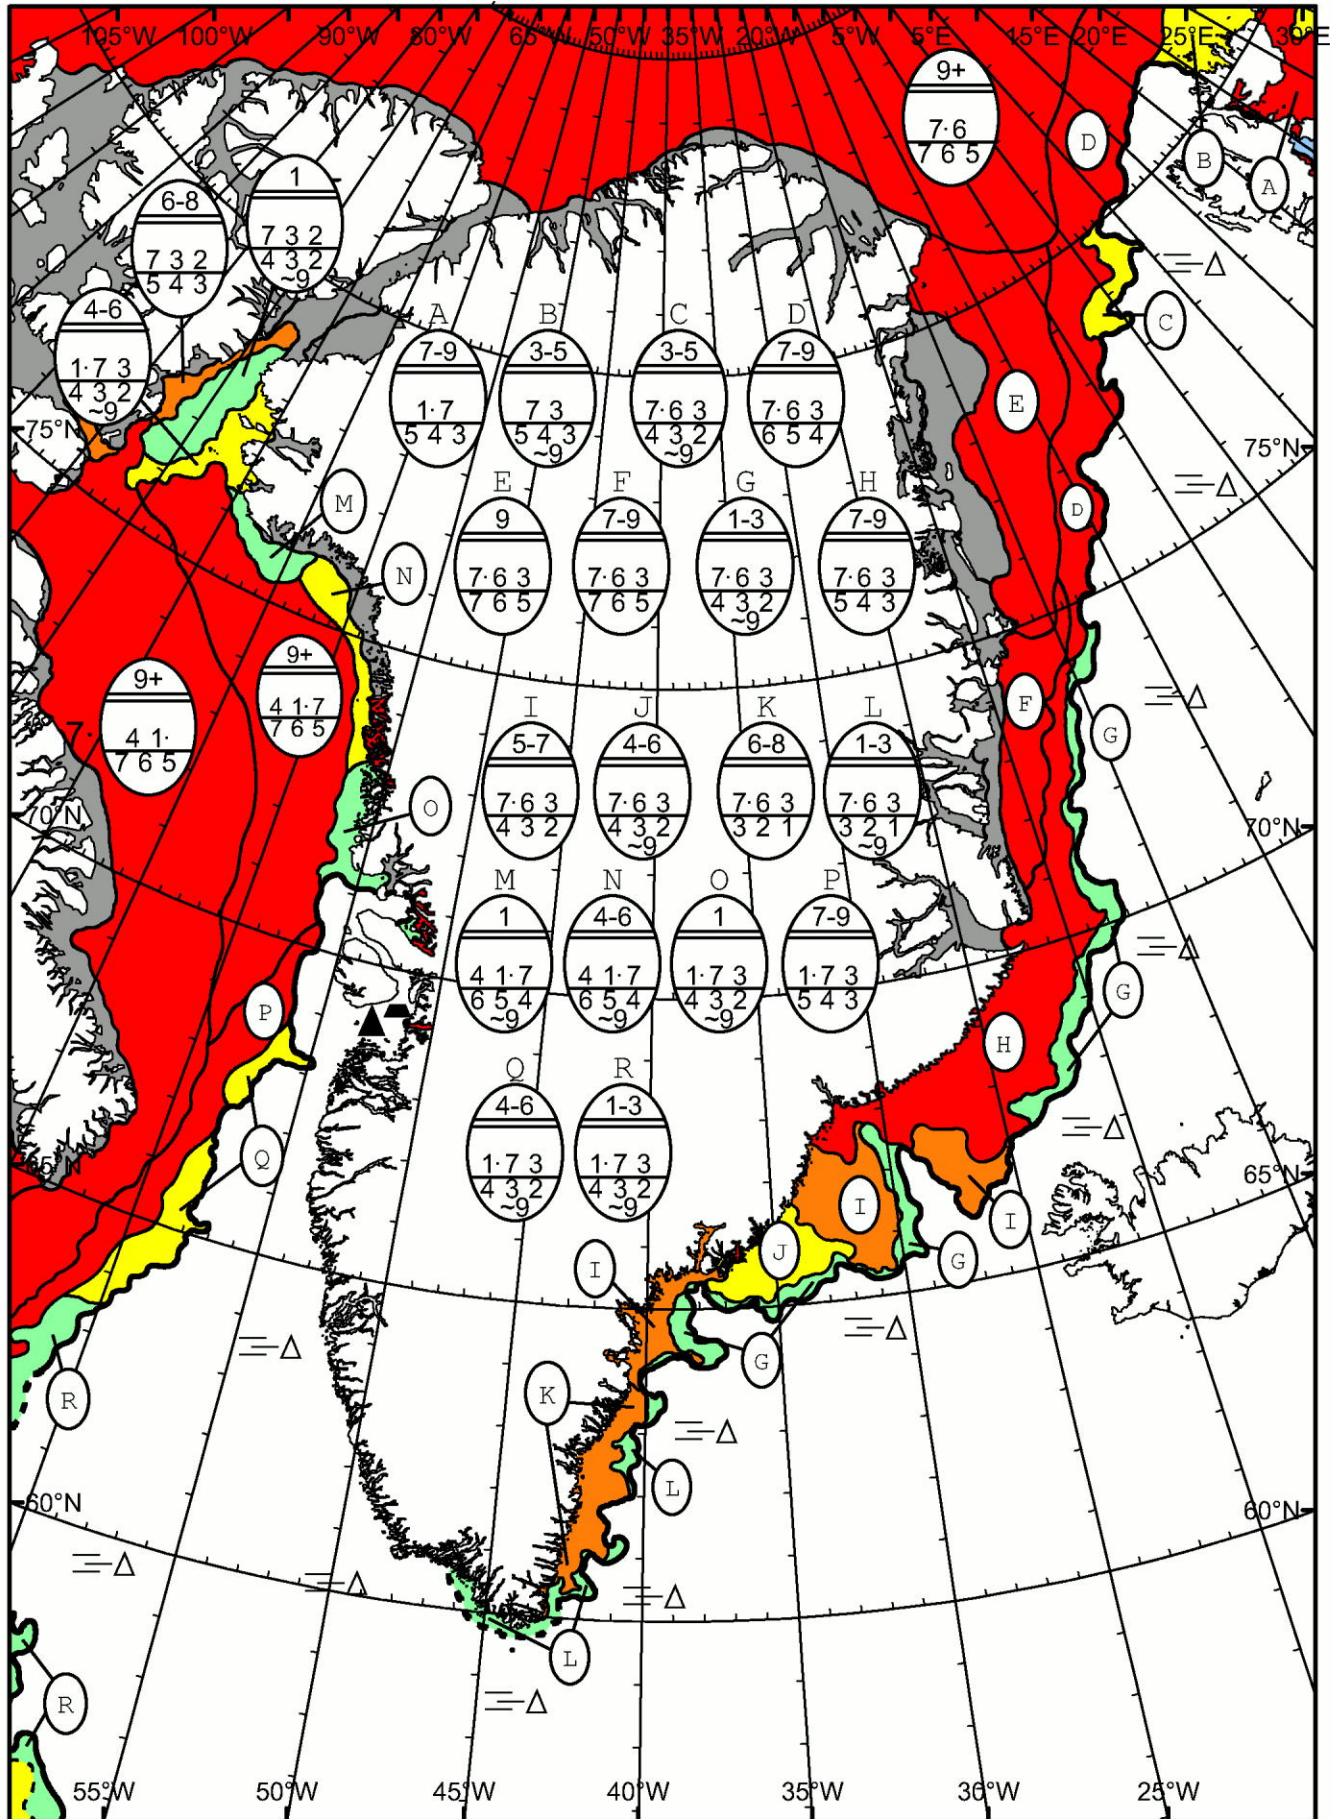 105°W 100°W 90°W 80°W 65°W 50°W 35°W 20°W 5°W 5°E 15°E 20°E 25°E 30°E
9+
7·6
7 6 5
D
B
A
1
7 3 2
4 3 2
~9
6-8
7 3 2
5 4 3
4-6
1·7 3
4 3 2
~9
C
A B C D
7-9 3-5 3-5 7-9
1·7 7 3 7·6 3 7·6 3
5 4 3 5 4 3 4 3 2 6 5 4
~9 ~9
E
75°N 75°N
M
D
E F G H
9 7-9 1-3 7-9
7·6 3 7·6 3 7·6 3 7·6 3
7 6 5 7 6 5 4 3 2 5 4 3
~9
N
9+
4 1·7
7 6 5
9+
4 1·
7 6 5
7·
F
G
I J K L
5-7 4-6 6-8 1-3
7·6 3 7·6 3 7·6 3 7·6 3
4 3 2 4 3 2 3 2 1 3 2 1
~9 ~9
O
70°N 70°N
M N O P
1 4-6 1 7-9
4 1·7 4 1·7 1·7 3 1·7 3
6 5 4 6 5 4 4 3 2 5 4 3
~9 ~9 ~9
G
P
H
Q R
4-6 1-3
1·7 3 1·7 3
4 3 2 4 3 2
~9 ~9
Q
65°N 65°N
I
I
J
G
I
G
K
R
L
60°N 60°N
L
R
55°W 50°W 45°W 40°W 35°W 30°W 25°W